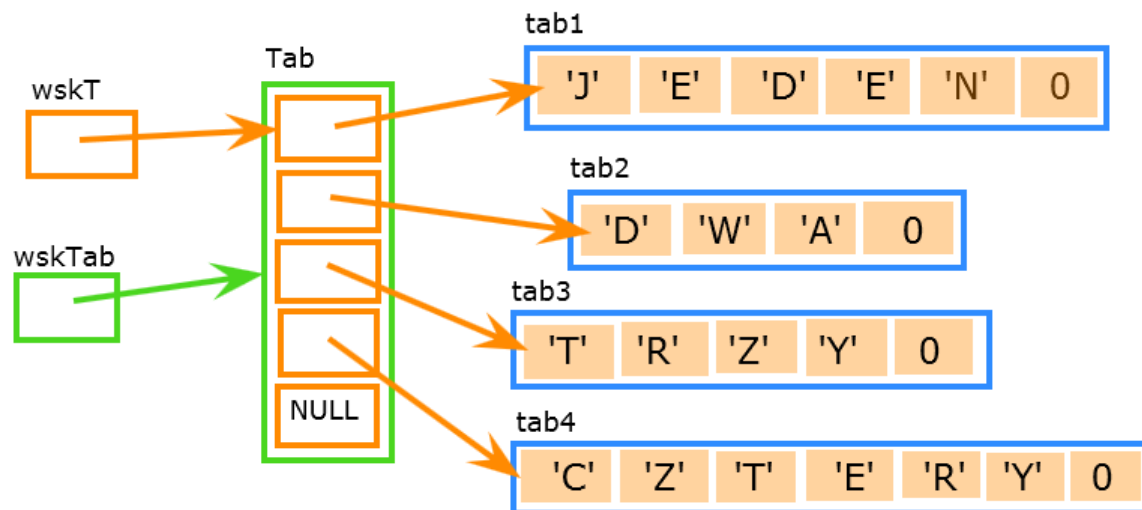 tab1
Tab
wskT
'J' 'E' 'D' 'E' 'N' 0
tab2
'D' 'W' 'A' 0
wskTab
tab3
'T' 'R' 'Z' 'Y' 0
NULL
tab4
'C' 'Z' 'T' 'E' 'R' 'Y' 0